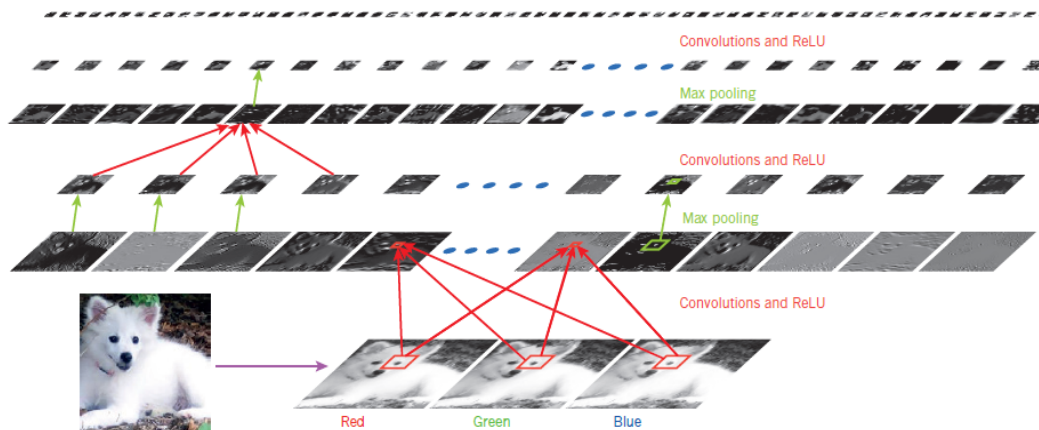 Convolutions and ReLU
Max pooling
Convolutions and ReLU
Max pooling
Convolutions and ReLU
Red
Green
Blue